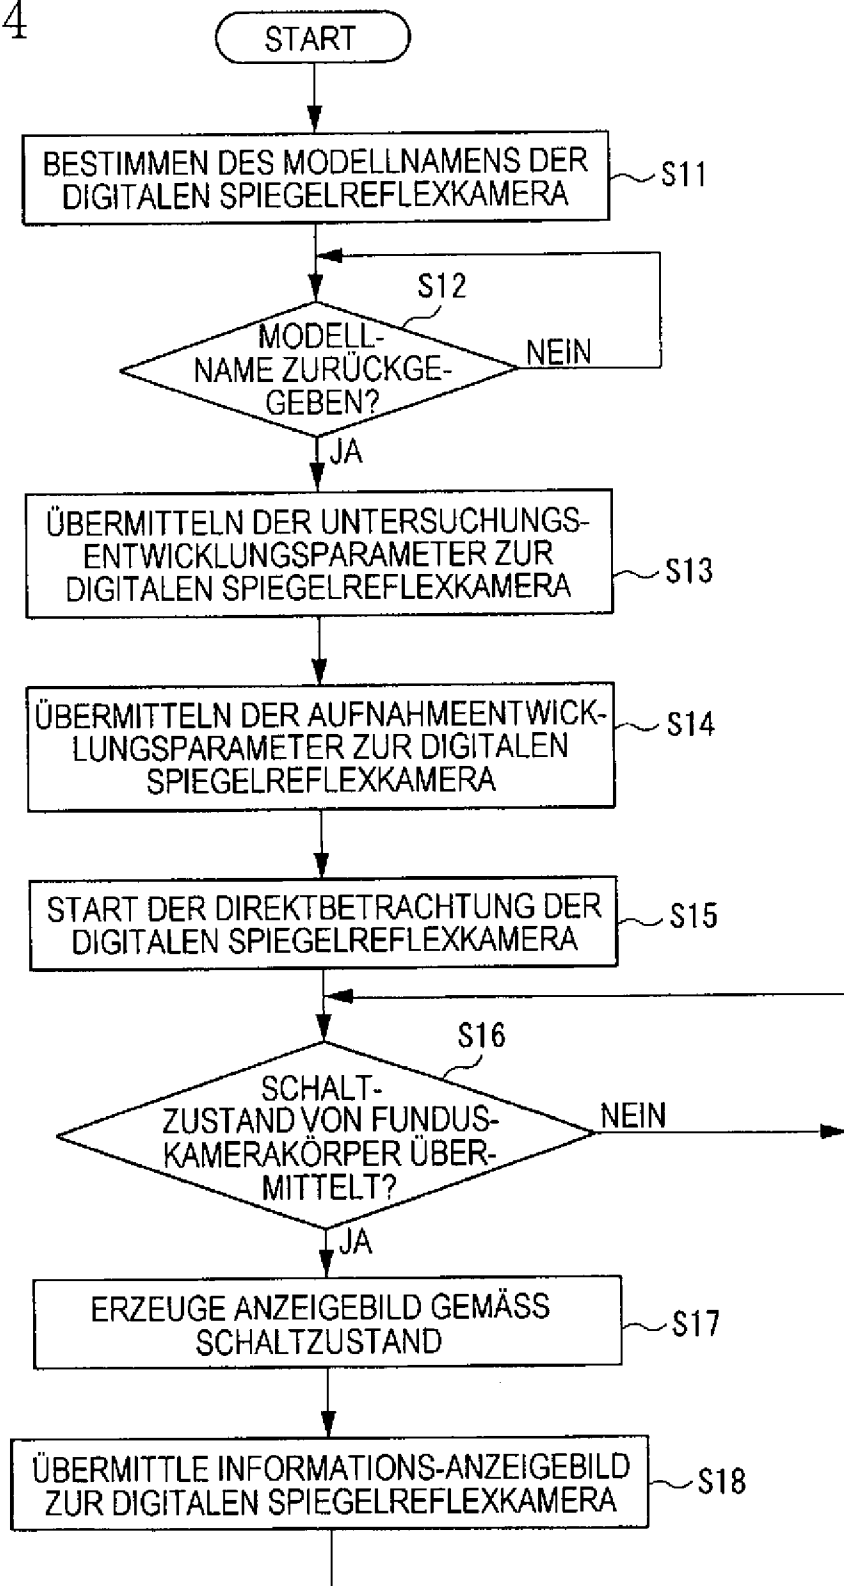 4
START
BESTIMMEN DES MODELLNAMENS DER
DIGITALEN SPIEGELREFLEXKAMERA
S11
S12
MODELL-
NAME ZURÜCKGE-
GEBEN?
NEIN
JA
ÜBERMITTELN DER UNTERSUCHUNGS-
ENTWICKLUNGSPARAMETER ZUR
DIGITALEN SPIEGELREFLEXKAMERA
S13
ÜBERMITTELN DER AUFNAHMEENTWICK-
LUNGSPARAMETER ZUR DIGITALEN
SPIEGELREFLEXKAMERA
S14
START DER DIREKTBETRACHTUNG DER
DIGITALEN SPIEGELREFLEXKAMERA
S15
S16
SCHALT-
ZUSTAND VON FUNDUS-
KAMERAKÖRPER ÜBER-
MITTELT?
NEIN
JA
ERZEUGE ANZEIGEBILD GEMÄSS
SCHALTZUSTAND
S17
ÜBERMITTLE INFORMATIONS-ANZEIGEBILD
ZUR DIGITALEN SPIEGELREFLEXKAMERA
S18